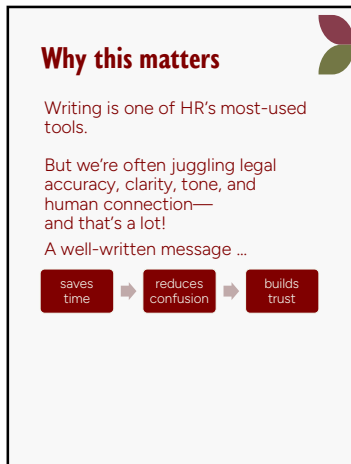 Why this matters
Writing is one of HR's most-used
tools.
But we're often juggling legal
accuracy, clarity, tone, and
human connection—
and that's a lot!
A well-written message ...
saves
time
reduces
confusion
builds
trust